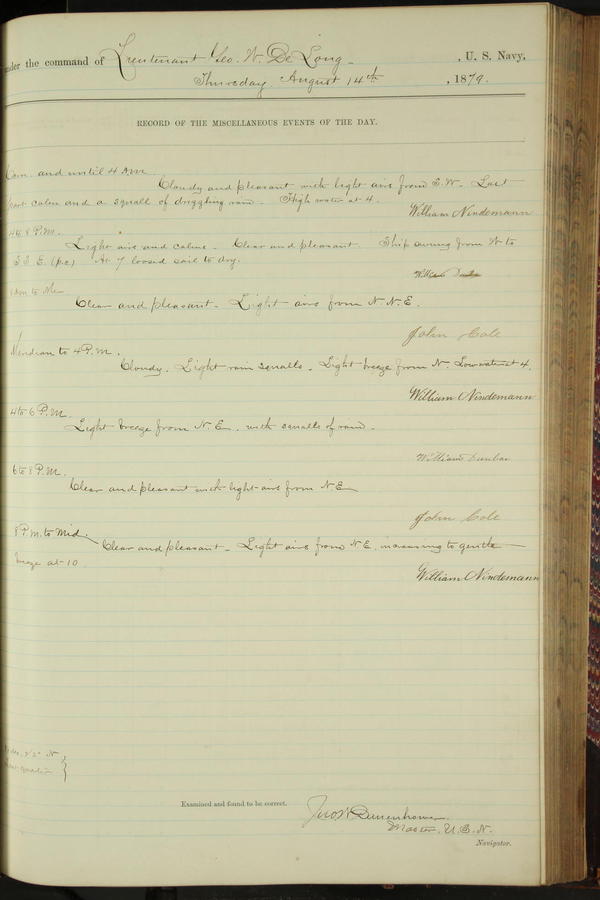 under the command of Lieutenant Geo. W. De Long , U. S. Navy,
Thursday August 14th , 1879.
RECORD OF THE MISCELLANEOUS EVENTS OF THE DAY.
Com. and until 4 A.M.
Cloudy and pleasant with light airs from S.W. Last
part calm and a squall of drizzling rain. High water at 4.
William Nindemann
4 to 8
Light airs and calms. Clear and pleasant. Ship swung from W to
S.S.E. (p.c.) At 7 loosed sail to dry.
William Dunbar
Clear and pleasant. Light airs from N.N.E.
John Cole
Meridian to 4 P.M.
Cloudy. Light rain squalls. Light breeze from N. Low water at 4.
William Nindemann
4 to 6 P.M.
Light breeze from N.E. with squalls of rain.
William Dunbar
6 to 8 P.M.
Clear and pleasant with light airs from N.E.
John Cole
8 P.M. to Mid.
Clear and pleasant. Light airs from N.E. increasing to gentle
breeze at 10
William Nindemann
Examined and found to be correct.
Jno W Danenhower
Master, U.S.N.
Navigator.